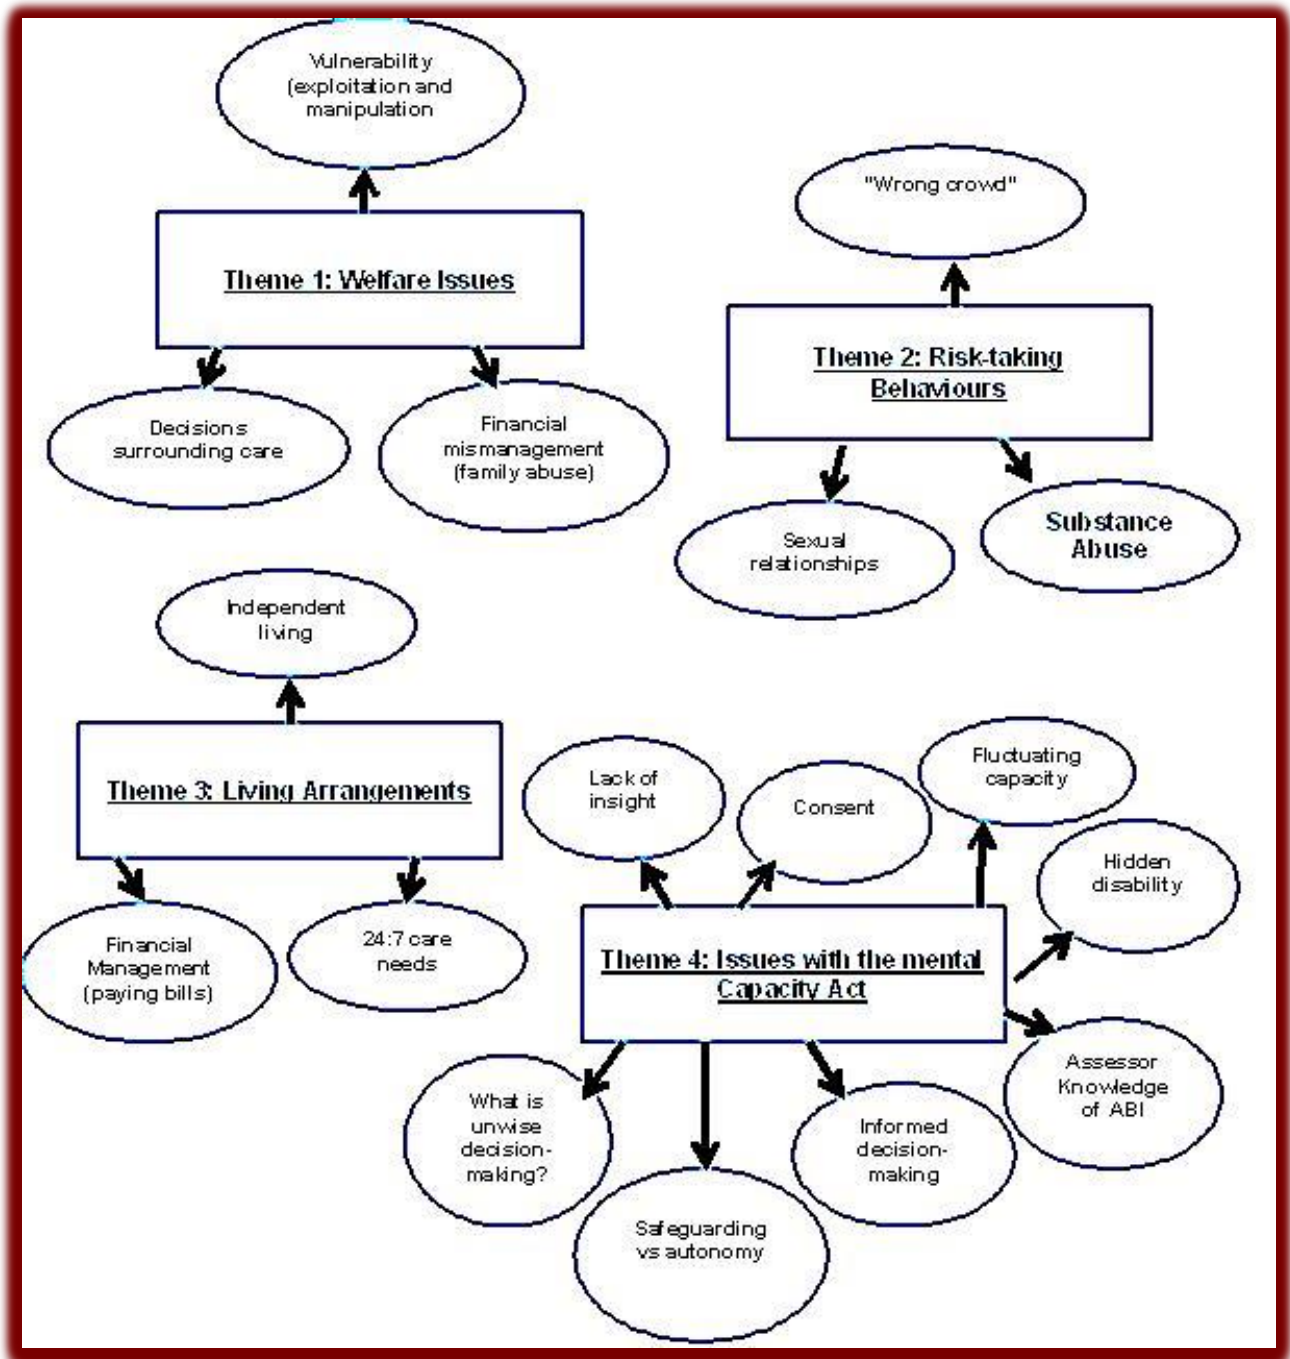 Vulnerability
(exploitation and
manipulation
Theme 1: Welfare Issues
Decisions
surrounding care
Financial
mismanagement
(family abuse)
"Wrong crowd"
Theme 2: Risk-taking
Behaviours
Sexual
relationships
Substance
Abuse
Independent
living
Theme 3: Living Arrangements
Financial
Management
(paying bills)
24:7 care
needs
Lack of
insight
Consent
Fluctuating
capacity
Hidden
disability
Theme 4: Issues with the mental
Capacity Act
Assessor
Knowledge
of ABI
What is
unwise
decision-
making?
Safeguarding
vs autonomy
Informed
decision-
making